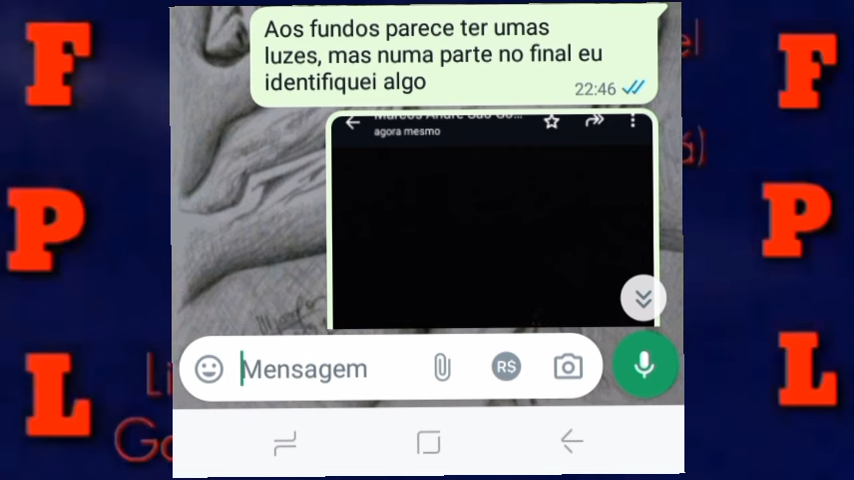 Aos fundos parece ter umas
luzes, mas numa parte no final eu
identifiquei algo
22:46
agora mesmo
Mensagem
R$
F
P
L
F
P
L